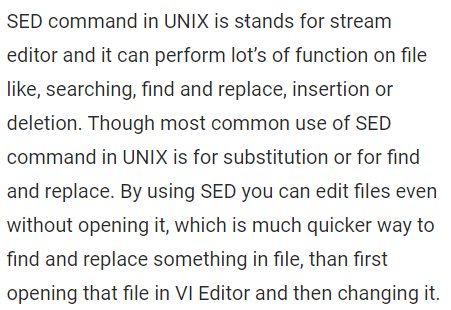 SED command in UNIX is stands for stream
editor and it can perform lot’s of function on file
like, searching, find and replace, insertion or
deletion. Though most common use of SED
command in UNIX is for substitution or for find
and replace. By using SED you can edit files even
without opening it, which is much quicker way to
find and replace something in file, than first
opening that file in VI Editor and then changing it.